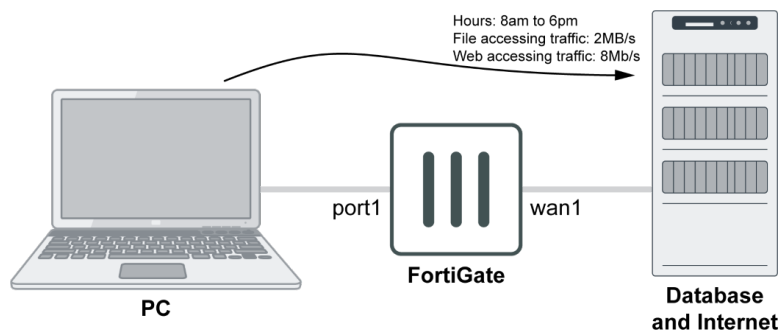 Hours: 8am to 6pm
File accessing traffic: 2MB/s
Web accessing traffic: 8Mb/s
port1
wan1
FortiGate
PC
Database
and Internet